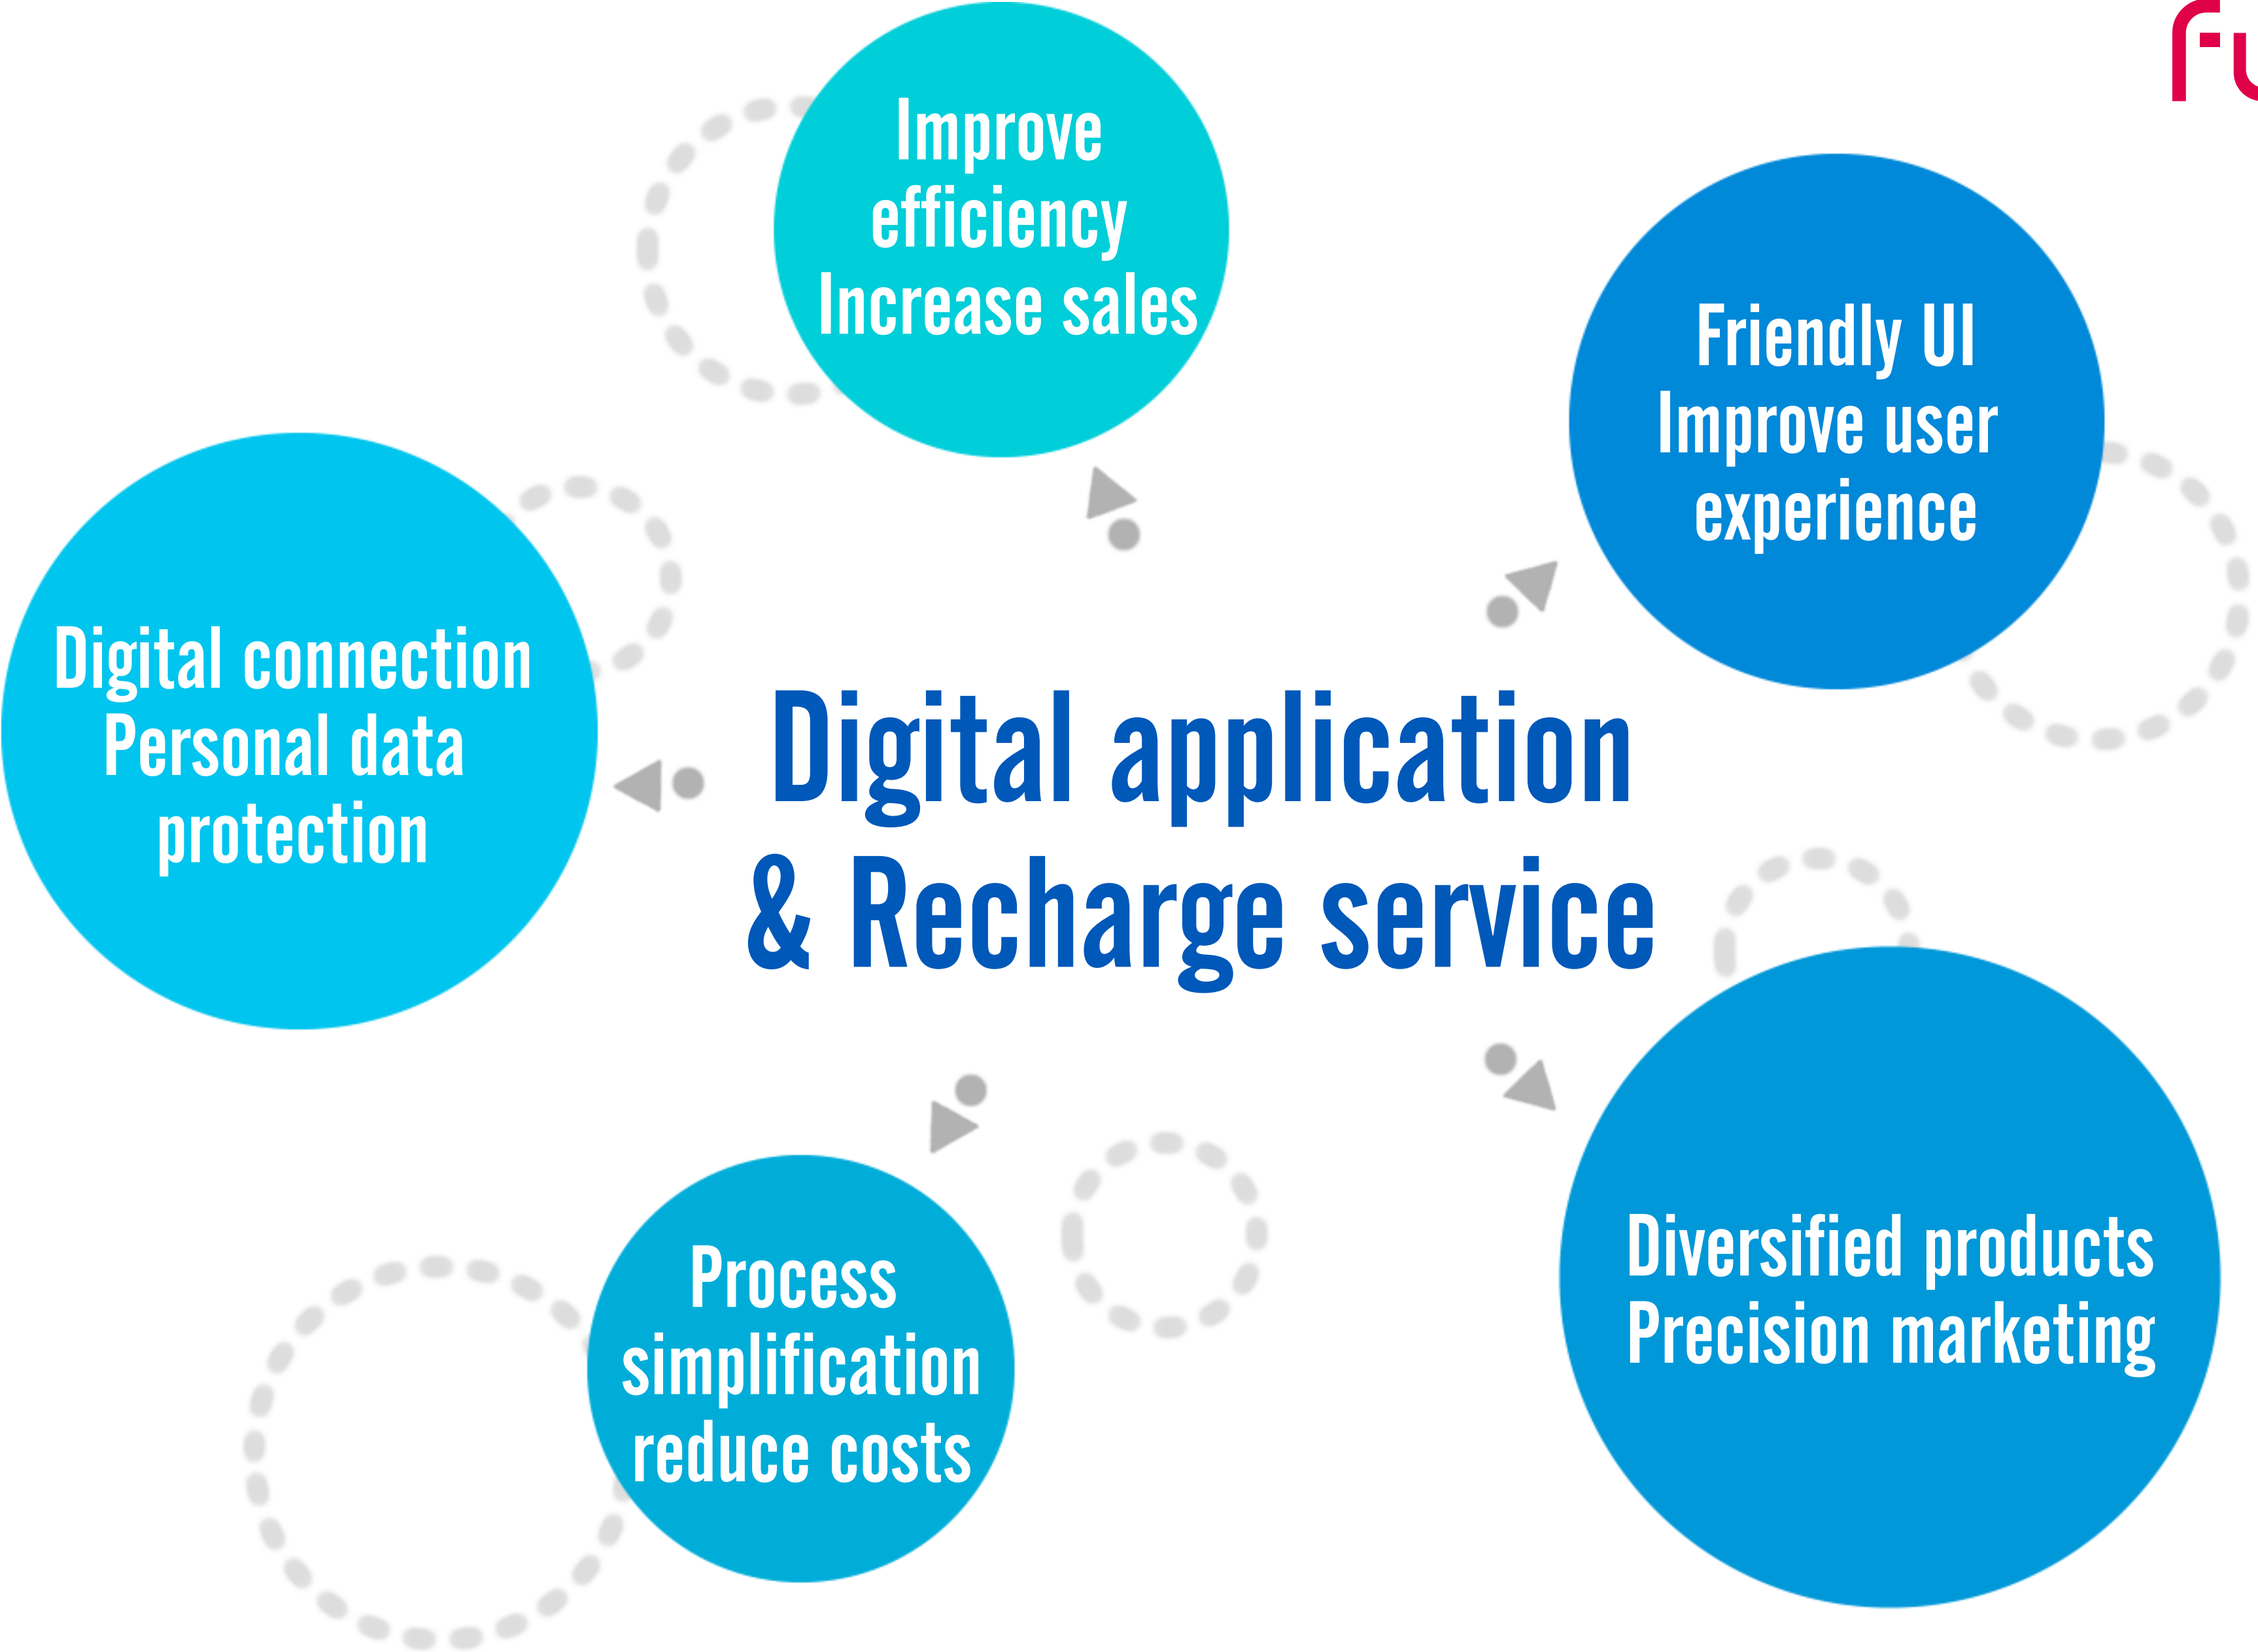 Improve
efficiency
Increase sales
Friendly UI
Improve user
experience
Digital connection
Personal data
protection
Digital application
& Recharge service
Process
simplification
reduce costs
Diversified products
Precision marketing